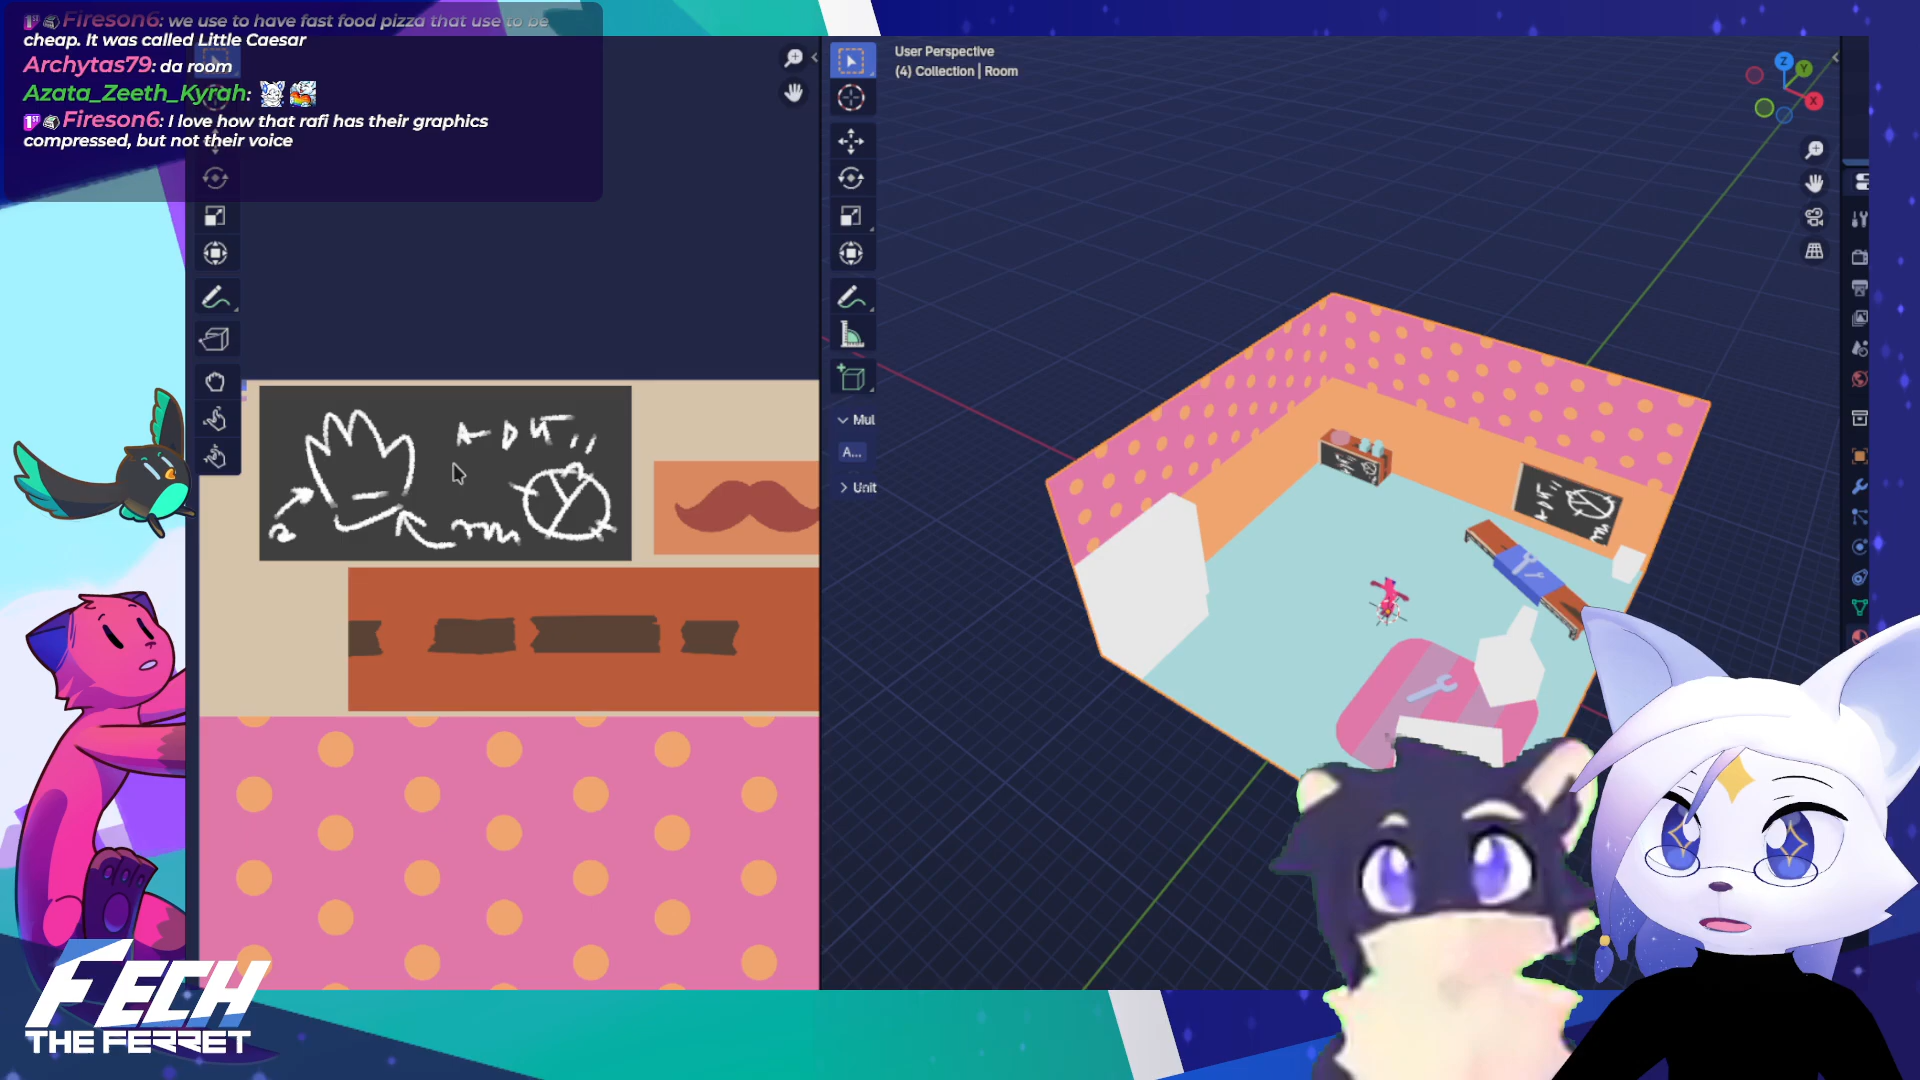 Fireson6: we use to have fast food pizza that use to be
cheap. It was called Little Caesar
Archytas79: da room
Azata_Zeeth_Kyrah:
Fireson6: I love how that rafi has their graphics
compressed, but not their voice
User Perspective
(4) Collection | Room
Z
Y
X
Mul
A...
Unit
FECH
THE FERRET